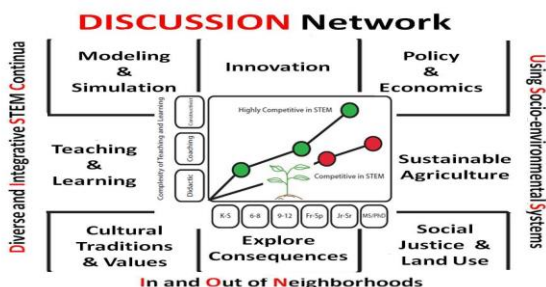 DISCUSSION Network
Diverse and Integrative STEM Continua
Modeling
&
Simulation
Innovation
Policy
&
Economics
Teaching
&
Learning
Complexity of Teaching and Learning
Constructivist
Coaching
Didactic
Highly Competitive in STEM
Competitive in STEM
K-5
6-8
9-12
Fr-Sp
Jr-Sr
MS/PhD
Sustainable
Agriculture
Cultural
Traditions
& Values
Explore
Consequences
Social
Justice &
Land Use
Using Socio-environmental Systems
In and Out of Neighborhoods